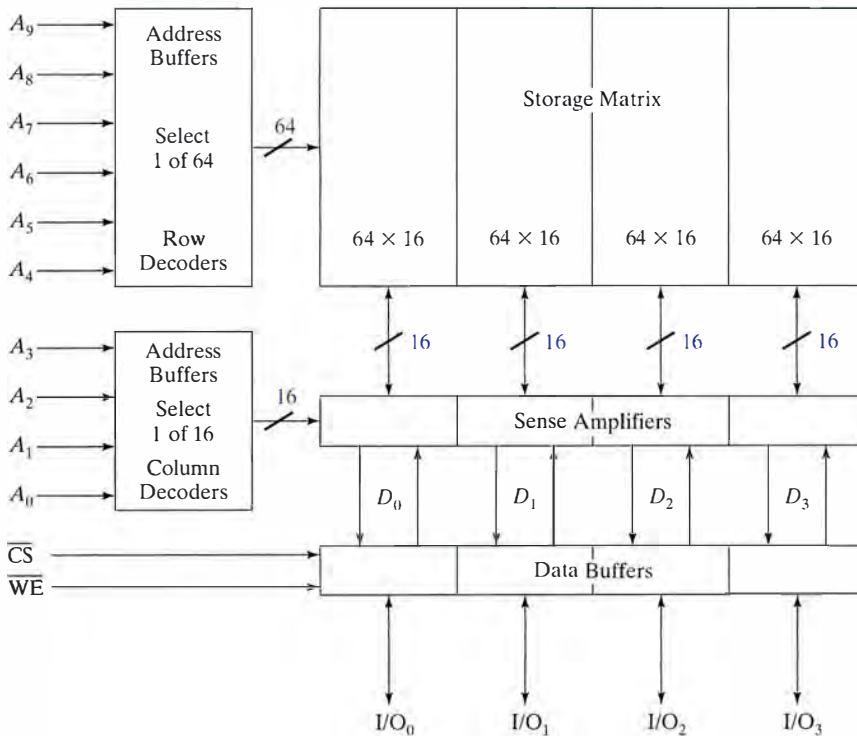 A₉
A₈
A₇
A₆
A₅
A₄
Address
Buffers
Select
1 of 64
Row
Decoders
64
Storage Matrix
64 × 16
64 × 16
64 × 16
64 × 16
16
16
16
16
A₃
A₂
A₁
A₀
Address
Buffers
Select
1 of 16
Column
Decoders
16
Sense Amplifiers
D₀
D₁
D₂
D₃
C̅S̅
W̅E̅
Data Buffers
I/O₀
I/O₁
I/O₂
I/O₃